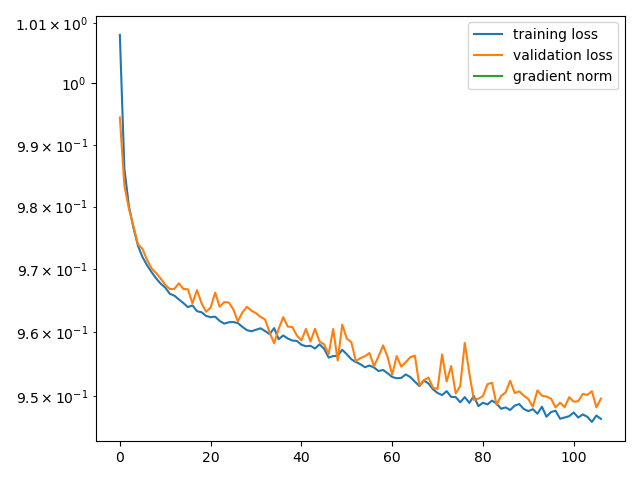 1.01 × 10⁰
10⁰
9.9 × 10⁻¹
9.8 × 10⁻¹
9.7 × 10⁻¹
9.6 × 10⁻¹
9.5 × 10⁻¹
training loss
validation loss
gradient norm
0 20 40 60 80 100